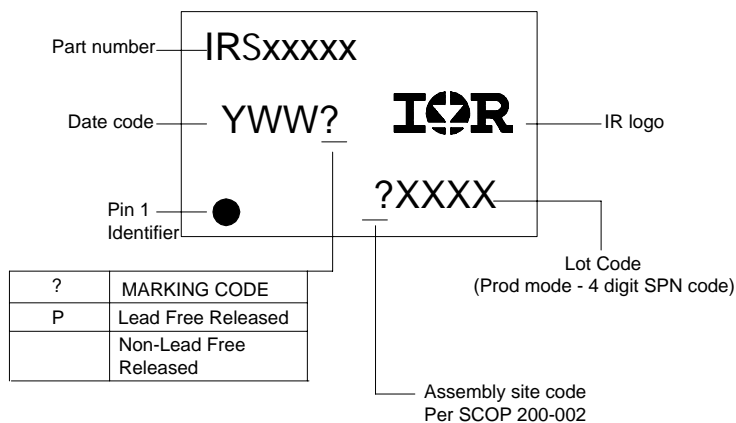 Part number
IRSxxxxx
Date code
YWW?
IOR
IR logo
?XXXX
Pin 1
Identifier
Lot Code
(Prod mode - 4 digit SPN code)
? MARKING CODE
P Lead Free Released
Non-Lead Free
Released
Assembly site code
Per SCOP 200-002